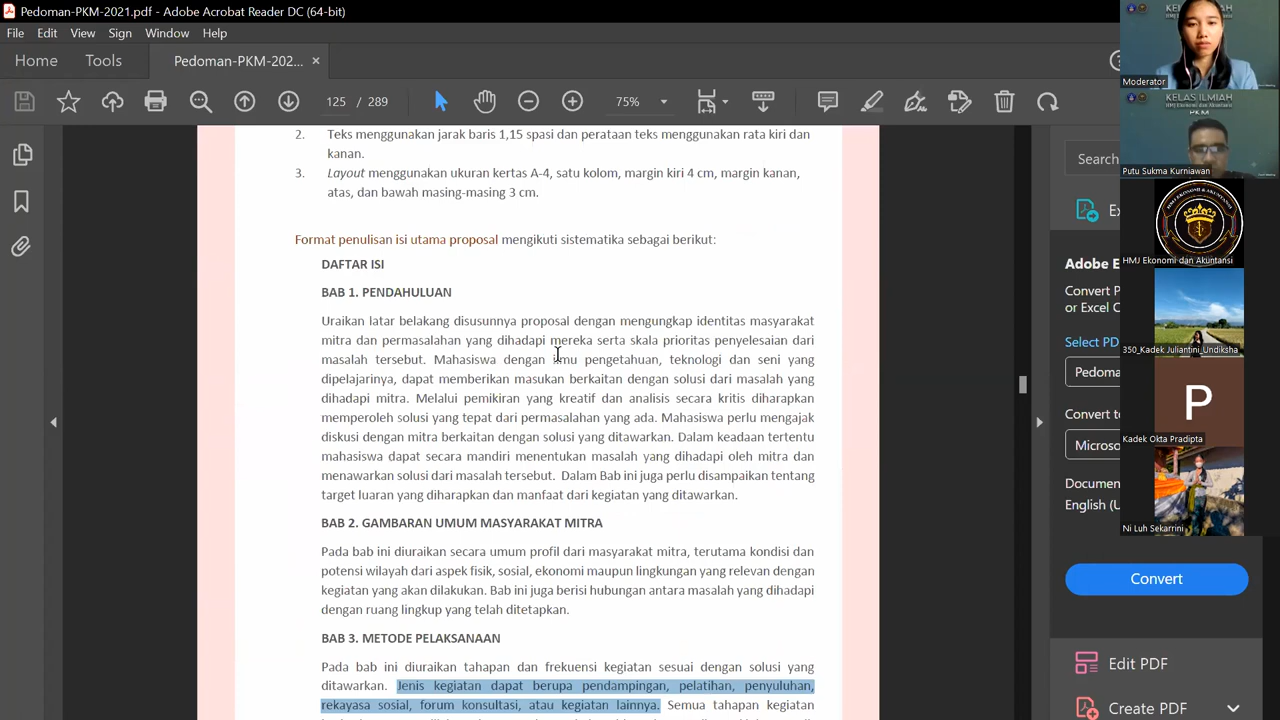 Pedoman-PKM-2021.pdf - Adobe Acrobat Reader DC (64-bit)
File Edit View Sign Window Help
Home Tools Pedoman-PKM-202... ×
125 / 289 75%
2. Teks menggunakan jarak baris 1,15 spasi dan perataan teks menggunakan rata kiri dan
kanan.
3. Layout menggunakan ukuran kertas A-4, satu kolom, margin kiri 4 cm, margin kanan,
atas, dan bawah masing-masing 3 cm.
Format penulisan isi utama proposal mengikuti sistematika sebagai berikut:
DAFTAR ISI
BAB 1. PENDAHULUAN
Uraikan latar belakang disusunnya proposal dengan mengungkap identitas masyarakat
mitra dan permasalahan yang dihadapi mereka serta skala prioritas penyelesaian dari
masalah tersebut. Mahasiswa dengan ilmu pengetahuan, teknologi dan seni yang
dipelajarinya, dapat memberikan masukan berkaitan dengan solusi dari masalah yang
dihadapi mitra. Melalui pemikiran yang kreatif dan analisis secara kritis diharapkan
memperoleh solusi yang tepat dari permasalahan yang ada. Mahasiswa perlu mengajak
diskusi dengan mitra berkaitan dengan solusi yang ditawarkan. Dalam keadaan tertentu
mahasiswa dapat secara mandiri menentukan masalah yang dihadapi oleh mitra dan
menawarkan solusi dari masalah tersebut. Dalam Bab ini juga perlu disampaikan tentang
target luaran yang diharapkan dan manfaat dari kegiatan yang ditawarkan.
BAB 2. GAMBARAN UMUM MASYARAKAT MITRA
Pada bab ini diuraikan secara umum profil dari masyarakat mitra, terutama kondisi dan
potensi wilayah dari aspek fisik, sosial, ekonomi maupun lingkungan yang relevan dengan
kegiatan yang akan dilakukan. Bab ini juga berisi hubungan antara masalah yang dihadapi
dengan ruang lingkup yang telah ditetapkan.
BAB 3. METODE PELAKSANAAN
Pada bab ini diuraikan tahapan dan frekuensi kegiatan sesuai dengan solusi yang
ditawarkan. Jenis kegiatan dapat berupa pendampingan, pelatihan, penyuluhan,
rekayasa sosial, forum konsultasi, atau kegiatan lainnya. Semua tahapan kegiatan
Search
Ex
Adobe E
Convert P
or Excel C
Select PD
Pedoma
Convert to
Microso
Documen
English (U
Convert
Edit PDF
Create PDF
KELAS ILMIAH
Moderator
KELAS ILMIAH
HMJ Ekonomi dan Akuntansi
PKM
Putu Sukma Kurniawan
HMJ EKONOMI & AKUNTANSI
HMJ Ekonomi dan Akuntansi
350_Kadek Juliantini_Undiksha
P
Kadek Okta Pradipta
Ni Luh Sekarrini